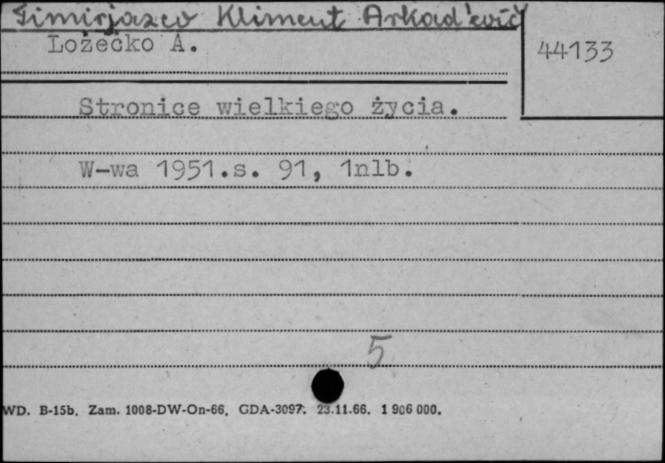 Timirjazev Kliment Arkad'evič
Łożecko A.
44133
Stronice wielkiego życia.
W-wa 1951.s. 91, 1nlb.
5
WD. B-15b. Zam. 1008-DW-On-66. GDA-3097. 23.11.66. 1 906 000.